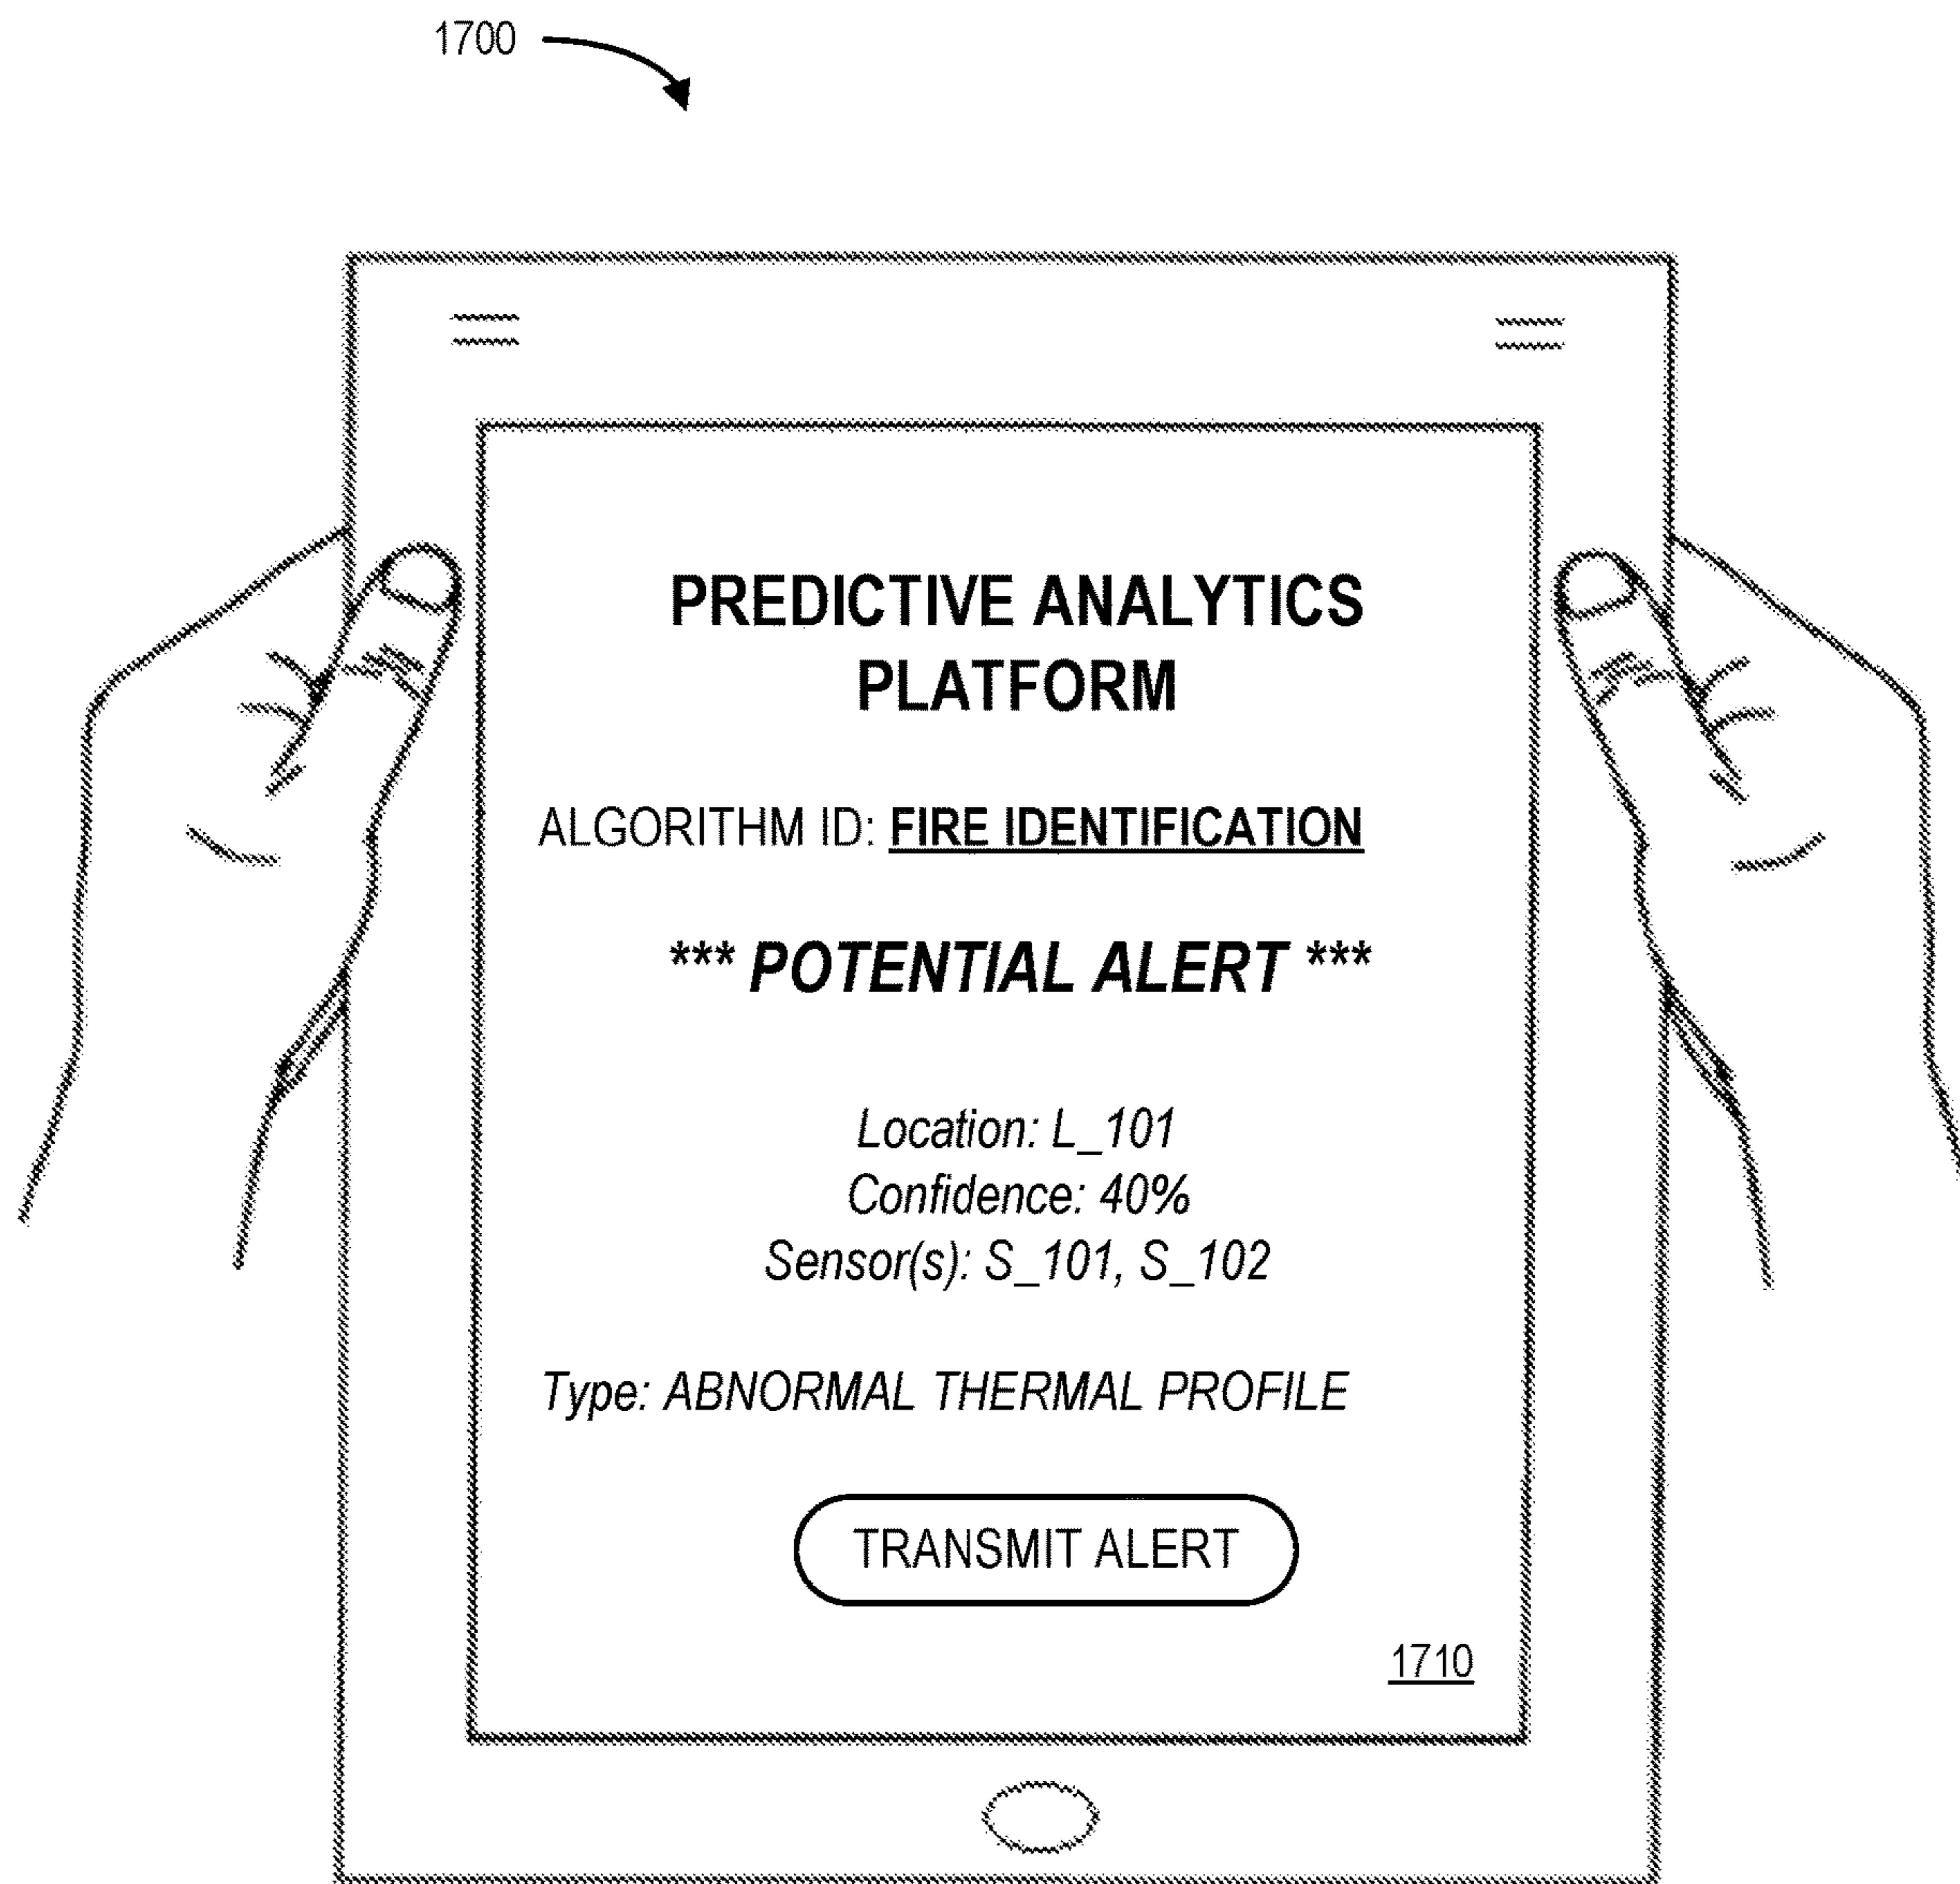 1700
PREDICTIVE ANALYTICS
PLATFORM
ALGORITHM ID: FIRE IDENTIFICATION
*** POTENTIAL ALERT ***
Location: L_101
Confidence: 40%
Sensor(s): S_101, S_102
Type: ABNORMAL THERMAL PROFILE
TRANSMIT ALERT
1710